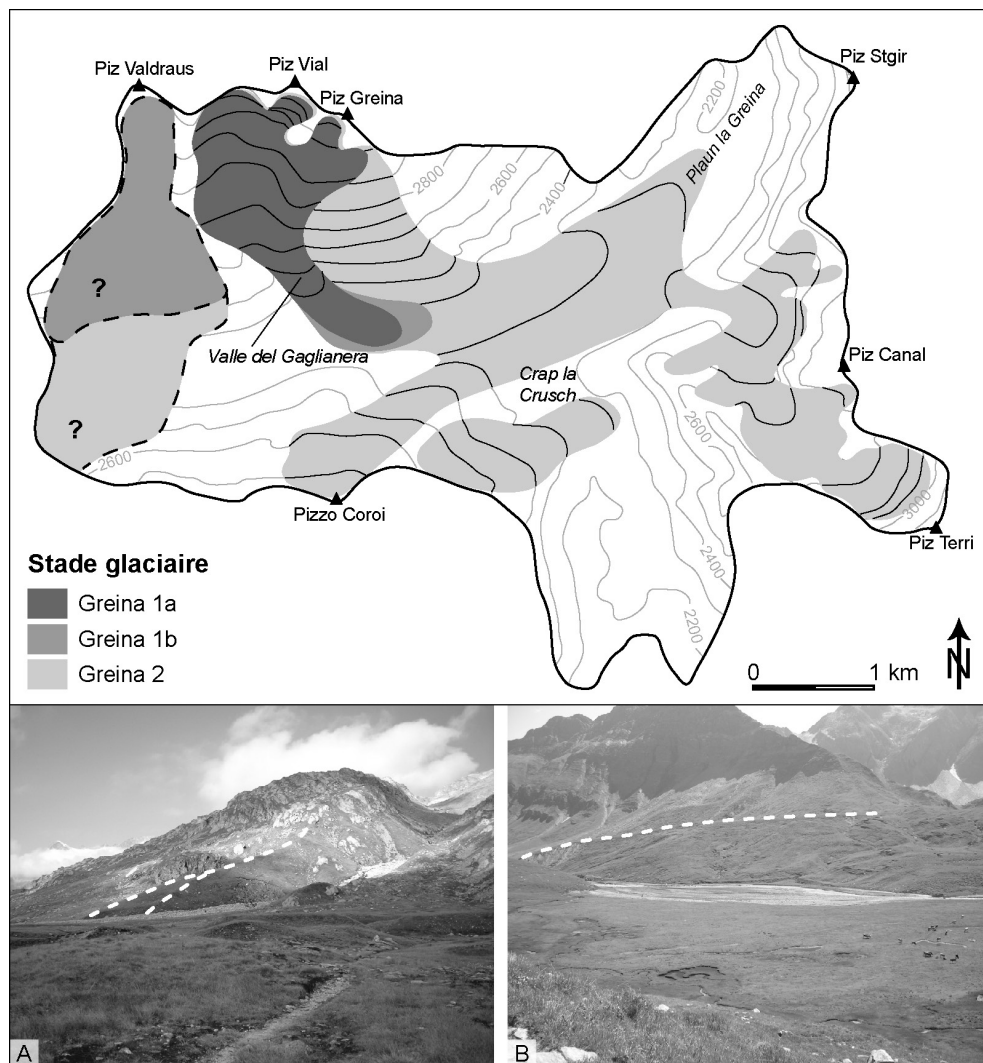 Piz Valdraus
Piz Vial
Piz Greina
Piz Stgir
2200
Plaun la Greina
2800
2600
2400
?
Valle del Gaglianera
Crap la
Crusch
Piz Canal
?
2600
2600
3000
Pizzo Coroi
Piz Terri
2400
2200
Stade glaciaire
Greina 1a
Greina 1b
Greina 2
0 1 km
N
A
B